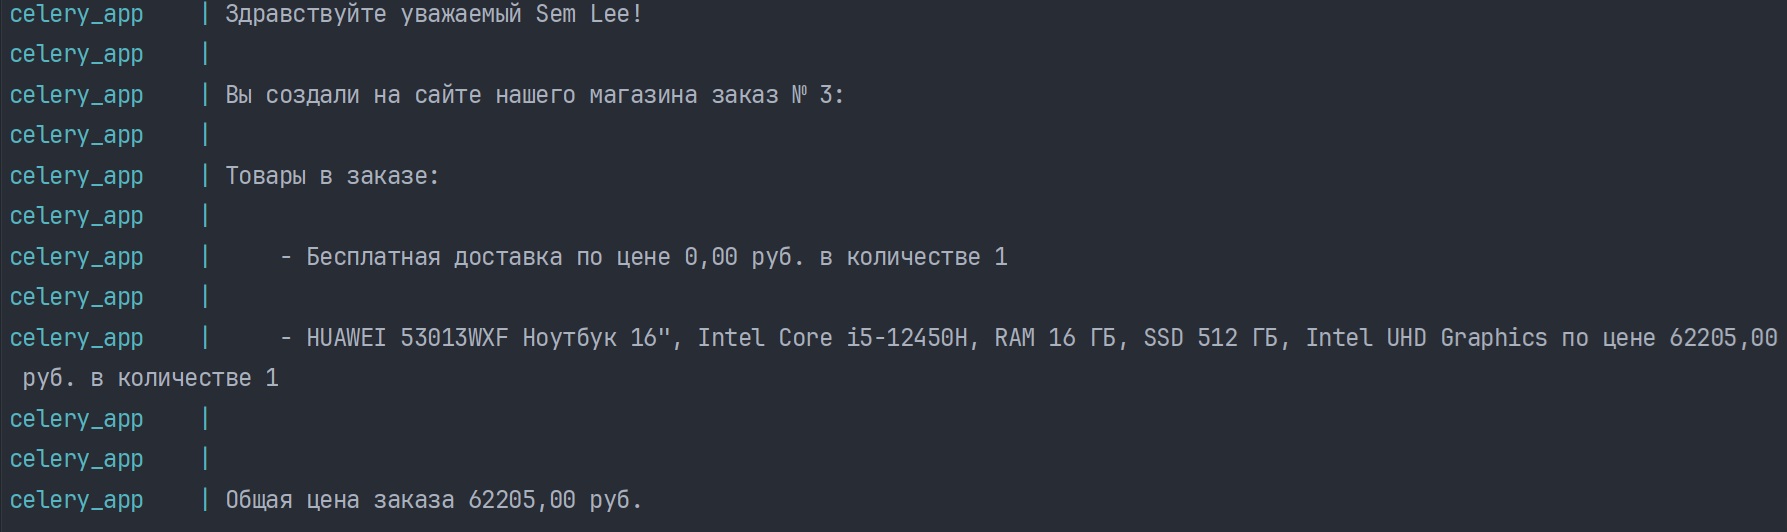 celery_app | Здравствуйте уважаемый Sem Lee!
celery_app |
celery_app | Вы создали на сайте нашего магазина заказ № 3:
celery_app |
celery_app | Товары в заказе:
celery_app |
celery_app | - Бесплатная доставка по цене 0,00 руб. в количестве 1
celery_app |
celery_app | - HUAWEI 53013WXF Ноутбук 16", Intel Core i5-12450H, RAM 16 ГБ, SSD 512 ГБ, Intel UHD Graphics по цене 62205,00
руб. в количестве 1
celery_app |
celery_app |
celery_app | Общая цена заказа 62205,00 руб.